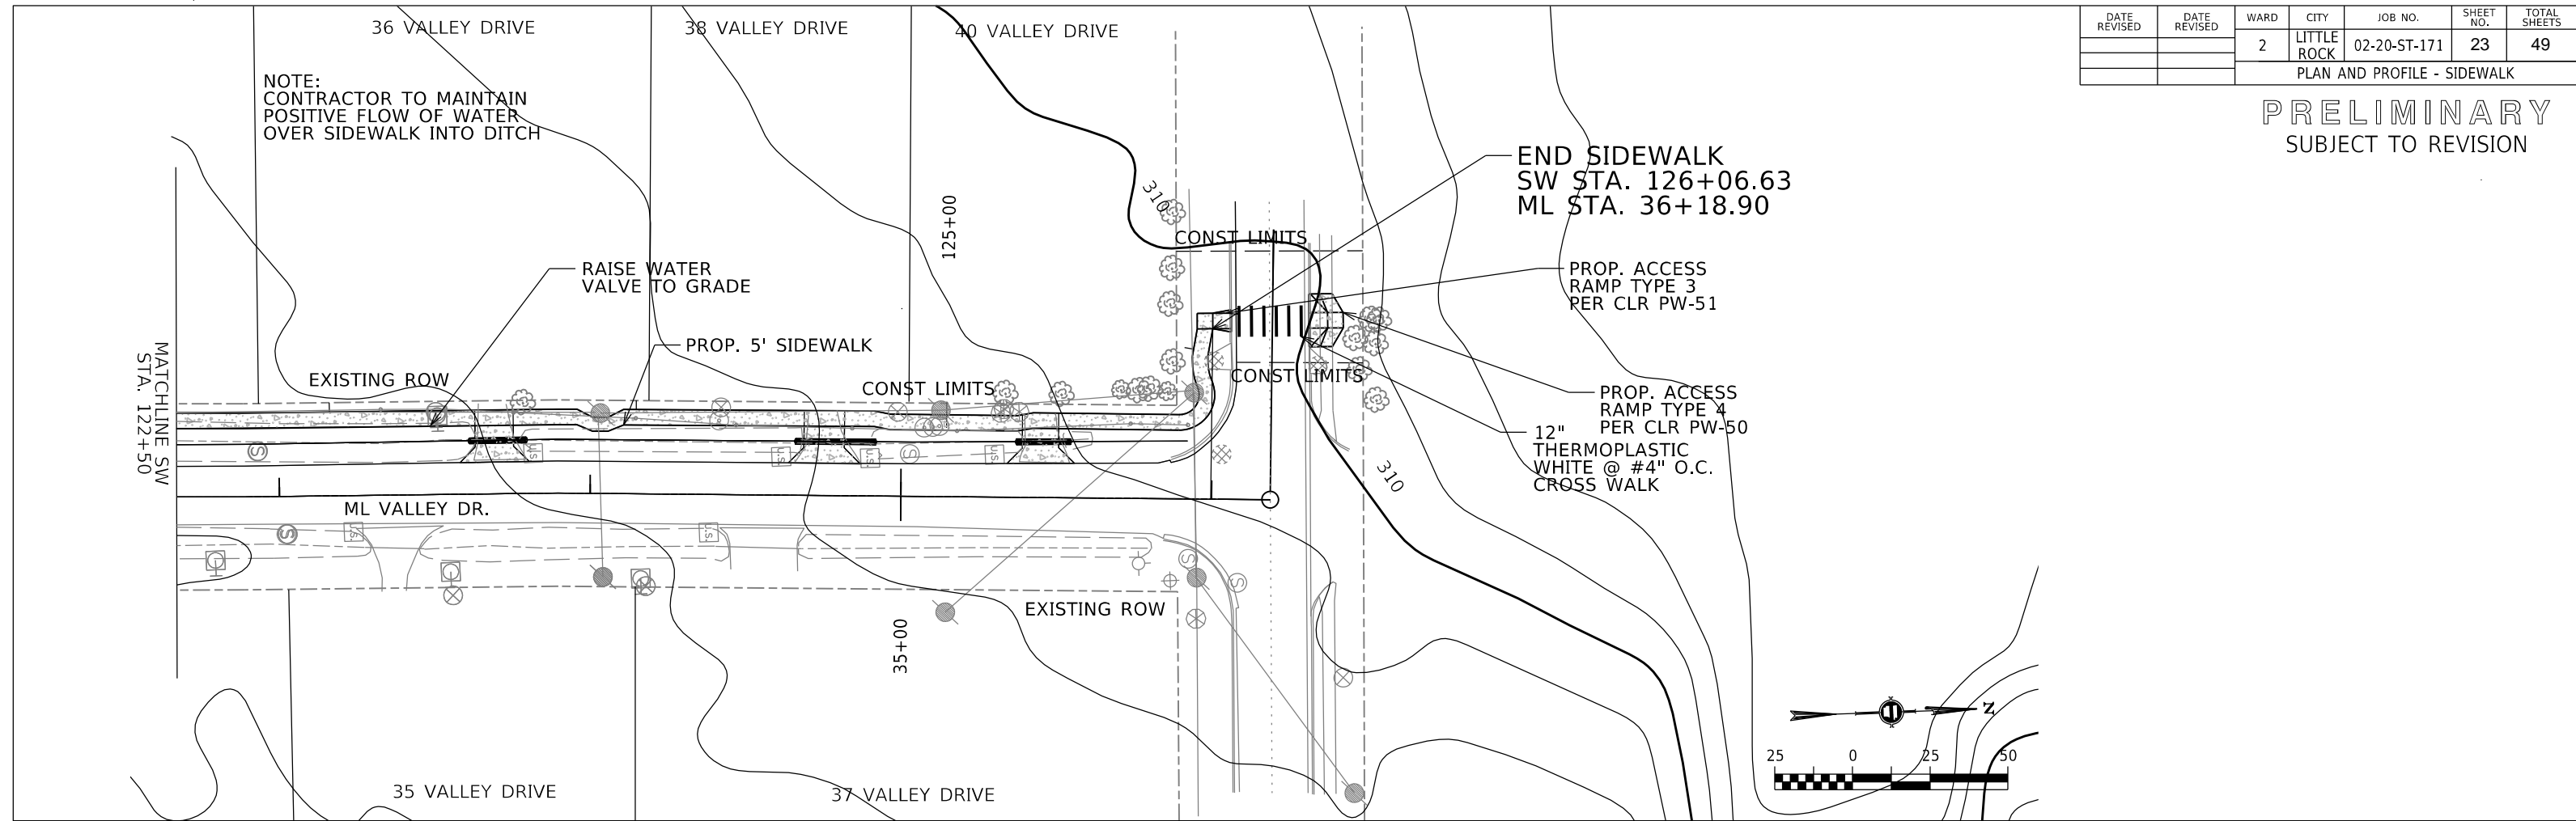 36 VALLEY DRIVE
38 VALLEY DRIVE
40 VALLEY DRIVE
DATE REVISED
DATE REVISED
WARD
CITY
JOB NO.
SHEET NO.
TOTAL SHEETS
2
LITTLE ROCK
02-20-ST-171
23
49
PLAN AND PROFILE - SIDEWALK
PRELIMINARY
SUBJECT TO REVISION
NOTE:
CONTRACTOR TO MAINTAIN
POSITIVE FLOW OF WATER
OVER SIDEWALK INTO DITCH
END SIDEWALK
SW STA. 126+06.63
ML STA. 36+18.90
310
125+00
CONST LIMITS
RAISE WATER
VALVE TO GRADE
PROP. ACCESS
RAMP TYPE 3
PER CLR PW-51
PROP. 5' SIDEWALK
EXISTING ROW
CONST LIMITS
CONST LIMITS
PROP. ACCESS
RAMP TYPE 4
PER CLR PW-50
12"
THERMOPLASTIC
WHITE @ #4" O.C.
CROSS WALK
MATCHLINE SW
STA. 122+50
310
ML VALLEY DR.
EXISTING ROW
35+00
35 VALLEY DRIVE
37 VALLEY DRIVE
N
25 0 25 50